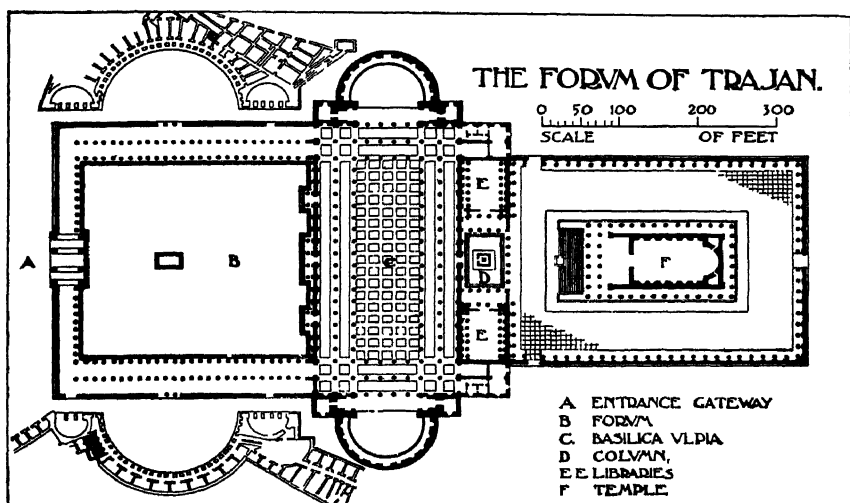 THE FORVM OF TRAJAN.
0 50 100 200 300
SCALE OF FEET
A B C D E E F
A ENTRANCE GATEWAY
B FORVM
C. BASILICA VLPIA
D COLVMN,
E E LIBRARIES
F TEMPLE